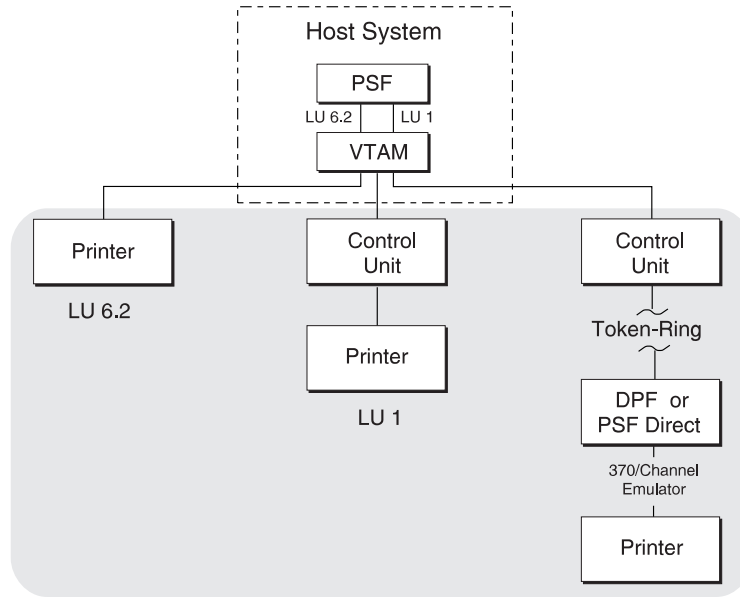 Host System
PSF
LU 6.2
LU 1
VTAM
Printer
LU 6.2
Control
Unit
Printer
LU 1
Control
Unit
Token-Ring
DPF or
PSF Direct
370/Channel
Emulator
Printer